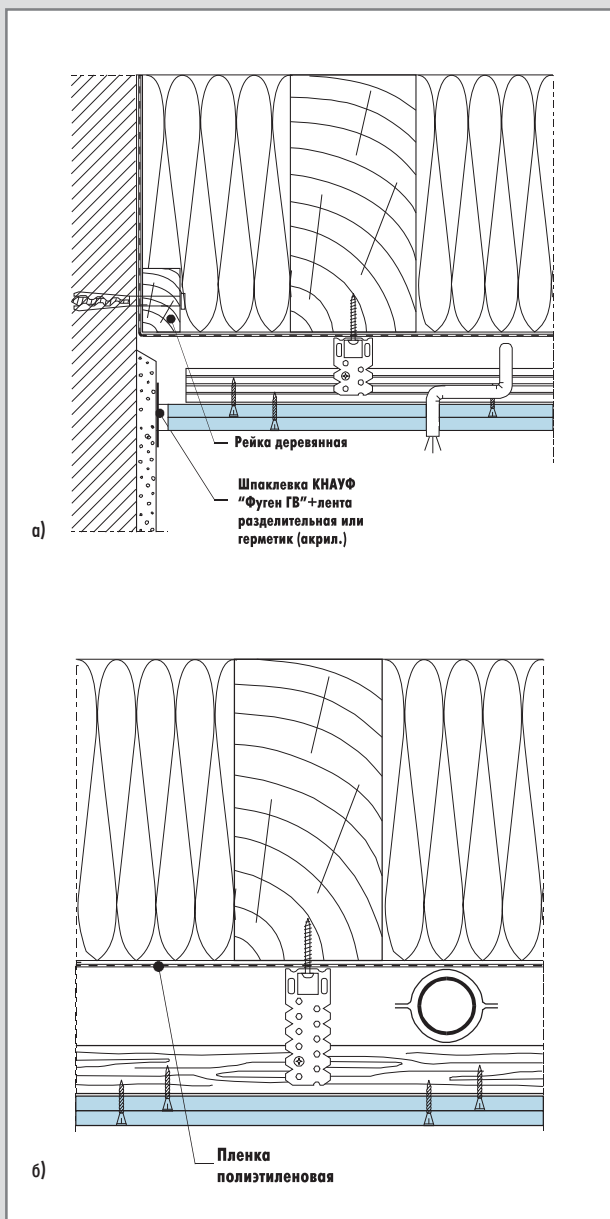 Рейка деревянная
Шпаклевка КНАУФ
"Фуген ГВ"+лента
разделительная или
герметик (акрил.)
а)
Пленка
полиэтиленовая
б)